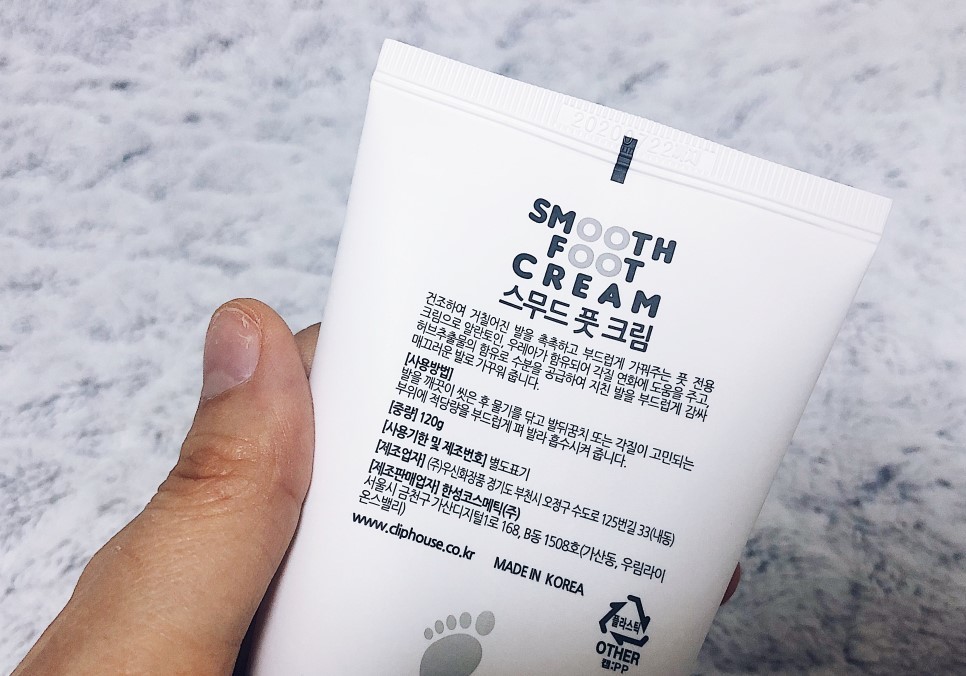 SMOOTH
FOOT
CREAM
스무드 풋 크림
건조하여 거칠어진 발을 촉촉하고 부드럽게 가꿔주는 풋 전용
크림으로 알란토인, 우레아가 함유되어 각질 연화에 도움을 주고,
허브추출물의 함유로 수분을 공급하여 지친 발을 부드럽게 감싸
매끄러운 발로 가꾸워 줍니다.
[사용방법]
발을 깨끗이 씻은 후 물기를 닦고 발뒤꿈치 또는 각질이 고민되는
부위에 적당량을 부드럽게 펴 발라 흡수시켜 줍니다.
[중량] 120g
[사용기한 및 제조번호] 별도표기
[제조업자] (주)우신화장품 경기도 부천시 오정구 수도로 125번길 33(내동)
[제조판매업자] 한성코스메틱(주)
서울시 금천구 가산디지털1로 168, B동 1508호(가산동, 우림라이
온스밸리)
www.cliphouse.co.kr MADE IN KOREA
플라스틱
OTHER
캡:PP